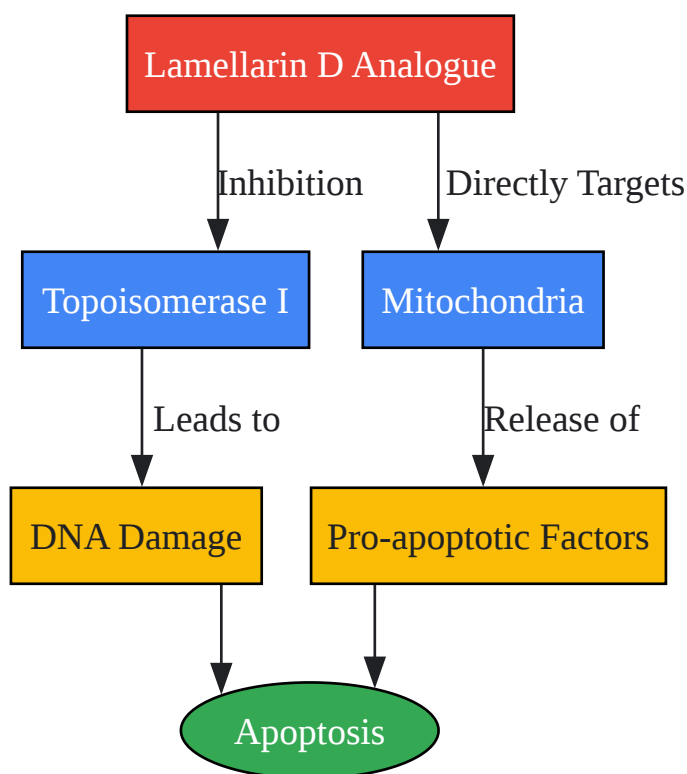 Lamellarin D Analogue
Inhibition
Directly Targets
Topoisomerase I
Mitochondria
Leads to
Release of
DNA Damage
Pro-apoptotic Factors
Apoptosis